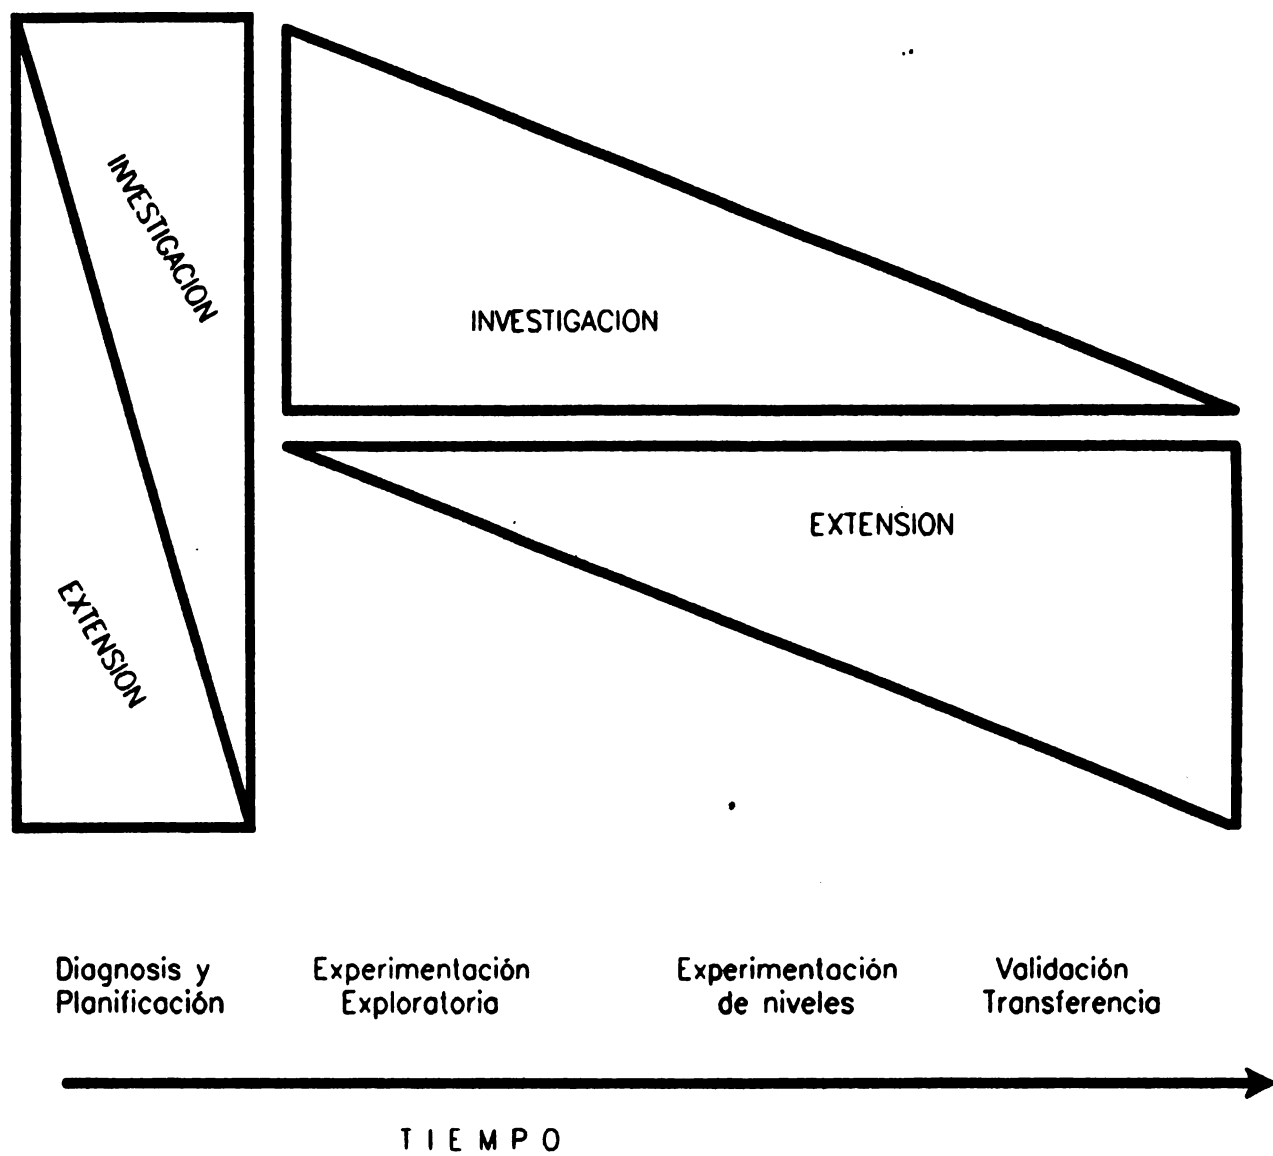 INVESTIGACION
EXTENSION
INVESTIGACION
EXTENSION
Diagnosis y
Planificación
Experimentación
Exploratoria
Experimentación
de niveles
Validación
Transferencia
TIEMPO